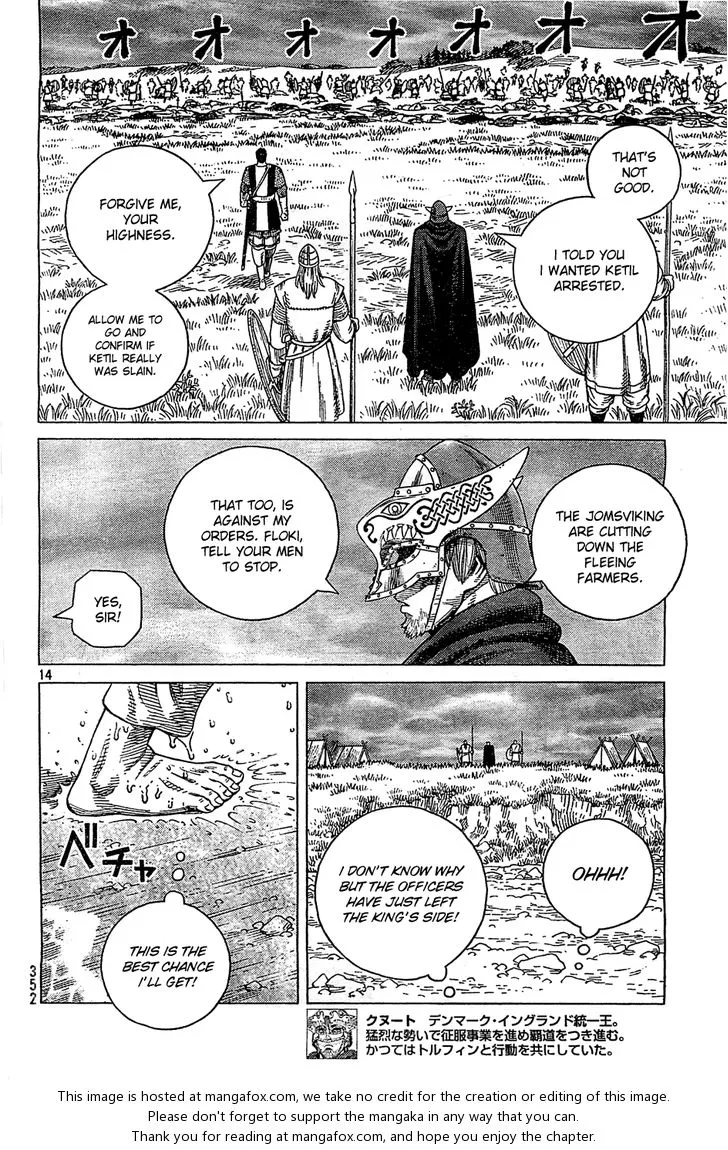 オオオオオオオ
THAT'S
NOT
GOOD.
I TOLD YOU
I WANTED KETIL
ARRESTED.
FORGIVE ME,
YOUR
HIGHNESS.
ALLOW ME TO
GO AND
CONFIRM IF
KETIL REALLY
WAS SLAIN.
THE JOMSVIKING
ARE CUTTING
DOWN THE
FLEEING
FARMERS.
THAT TOO, IS
AGAINST MY
ORDERS. FLOKI,
TELL YOUR MEN
TO STOP.
YES,
SIR!
14
OHHH!
I DON'T KNOW WHY
BUT THE OFFICERS
HAVE JUST LEFT
THE KING'S SIDE!
ベチャ
THIS IS THE
BEST CHANCE
I'LL GET!
352
クヌート デンマーク・イングランド統一王。
猛烈な勢いで征服事業を進め覇道をつき進む。
かつてはトルフィンと行動を共にしていた。
This image is hosted at mangafox.com, we take no credit for the creation or editing of this image.
Please don't forget to support the mangaka in any way that you can.
Thank you for reading at mangafox.com, and hope you enjoy the chapter.